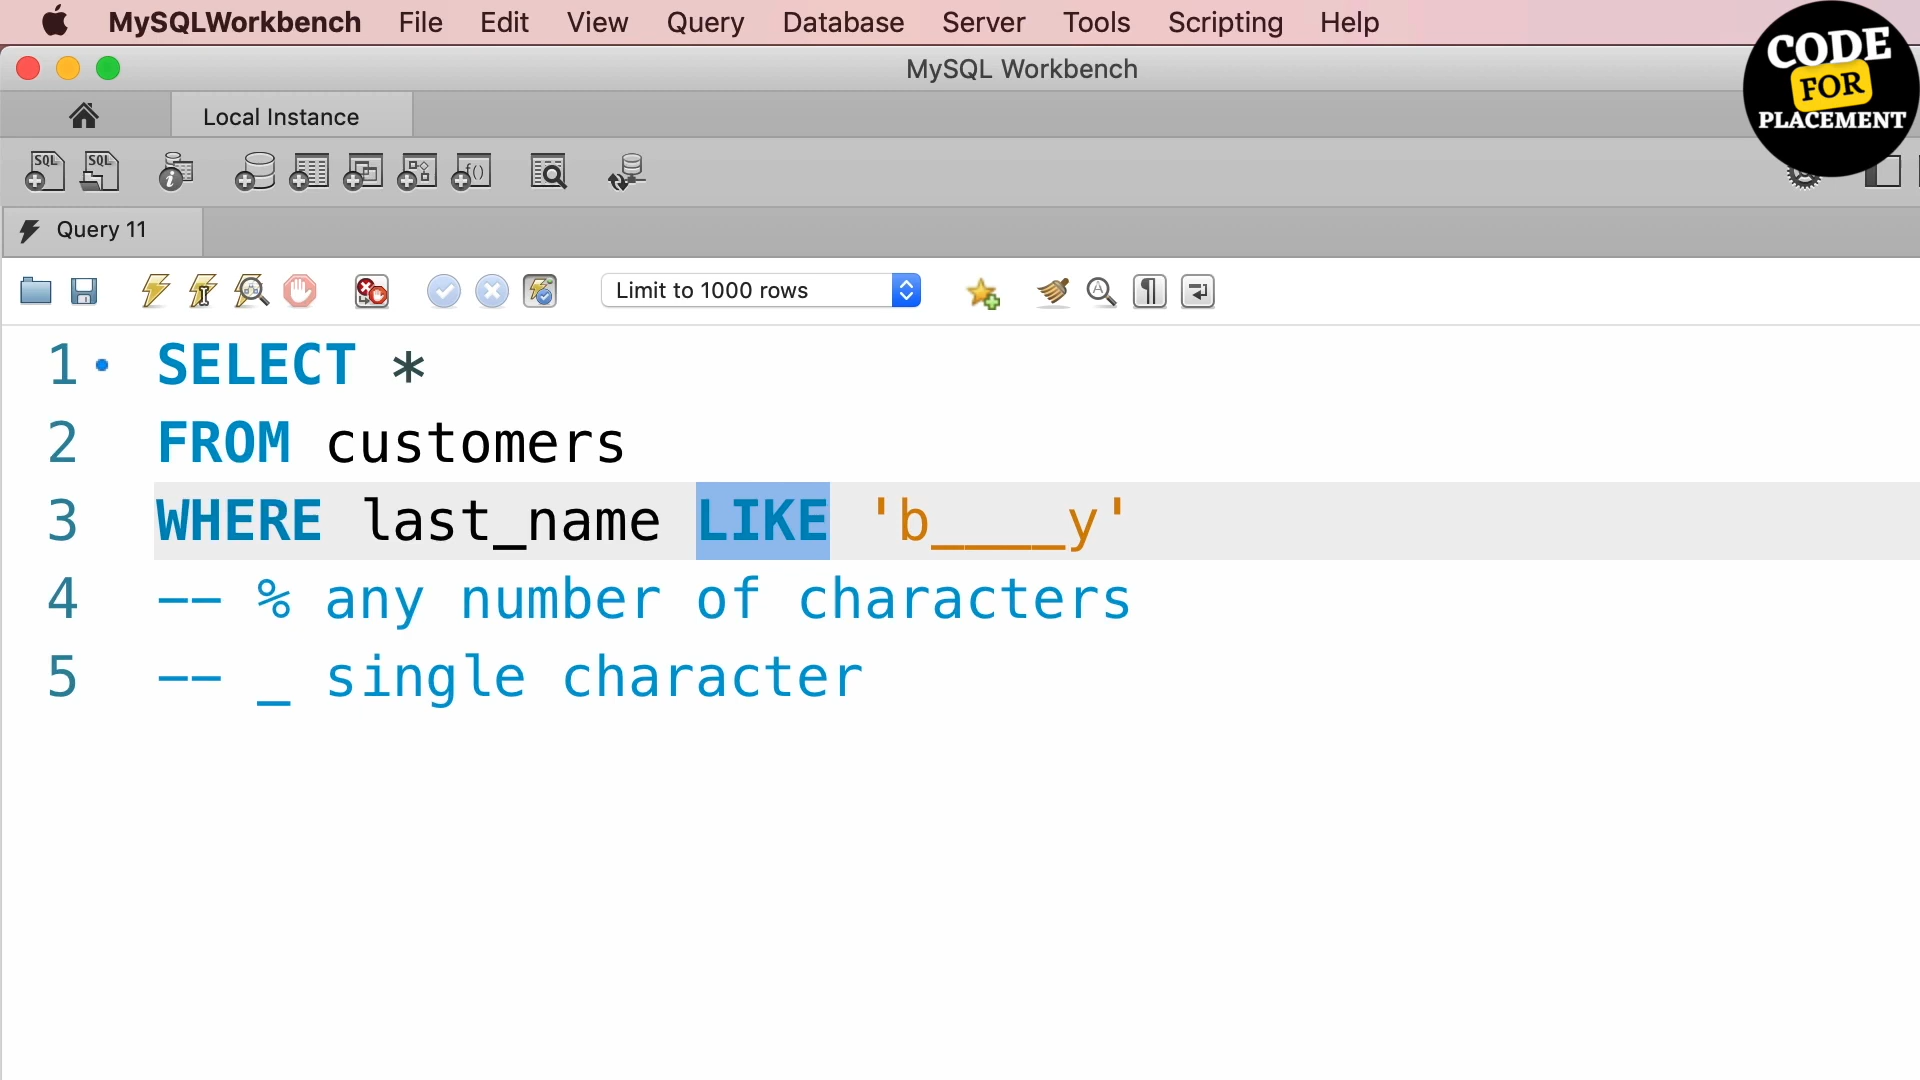 MySQLWorkbench File Edit View Query Database Server Tools Scripting Help
CODE
FOR
PLACEMENT
MySQL Workbench
Local Instance
SQL SQL
Query 11
Limit to 1000 rows
1 SELECT *
2 FROM customers
3 WHERE last_name LIKE 'b____y'
4 -- % any number of characters
5 -- _ single character